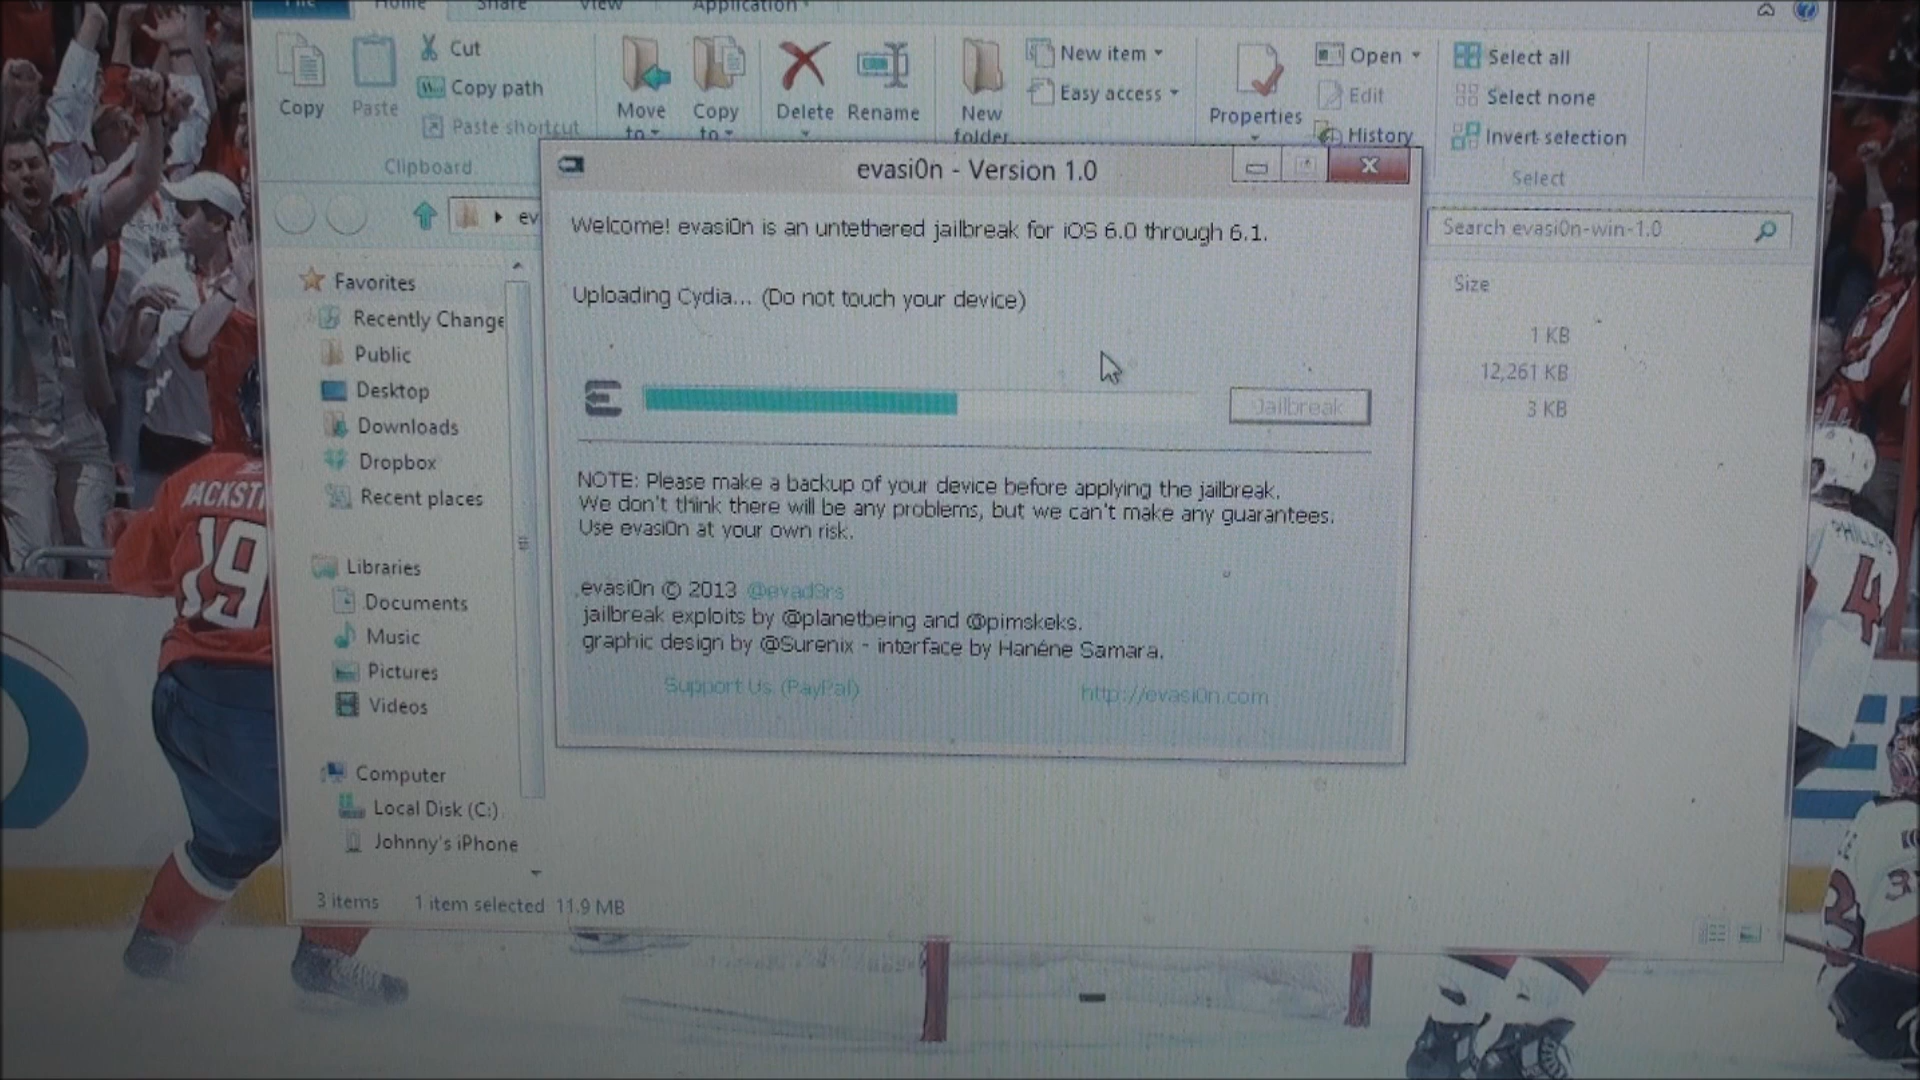 File
Home
Share
View
Application
Copy
Paste
Cut
Copy path
Paste shortcut
Clipboard
Move to
Copy to
Delete
Rename
New folder
New item
Easy access
Properties
Open
Edit
History
Select all
Select none
Invert selection
Select
ev
Search evasi0n-win-1.0
evasi0n - Version 1.0
Welcome! evasi0n is an untethered jailbreak for iOS 6.0 through 6.1.
Uploading Cydia... (Do not touch your device)
Jailbreak
NOTE: Please make a backup of your device before applying the jailbreak.
We don't think there will be any problems, but we can't make any guarantees.
Use evasi0n at your own risk.
evasi0n © 2013 @evad3rs
jailbreak exploits by @planetbeing and @pimskeks.
graphic design by @Surenix - interface by Hanéne Samara.
Support Us (PayPal)
http://evasi0n.com
Favorites
Recently Change
Public
Desktop
Downloads
Dropbox
Recent places
Libraries
Documents
Music
Pictures
Videos
Computer
Local Disk (C:)
Johnny's iPhone
Size
1 KB
12,261 KB
3 KB
3 items
1 item selected 11.9 MB
ACKST
19
PHILLIPS
4